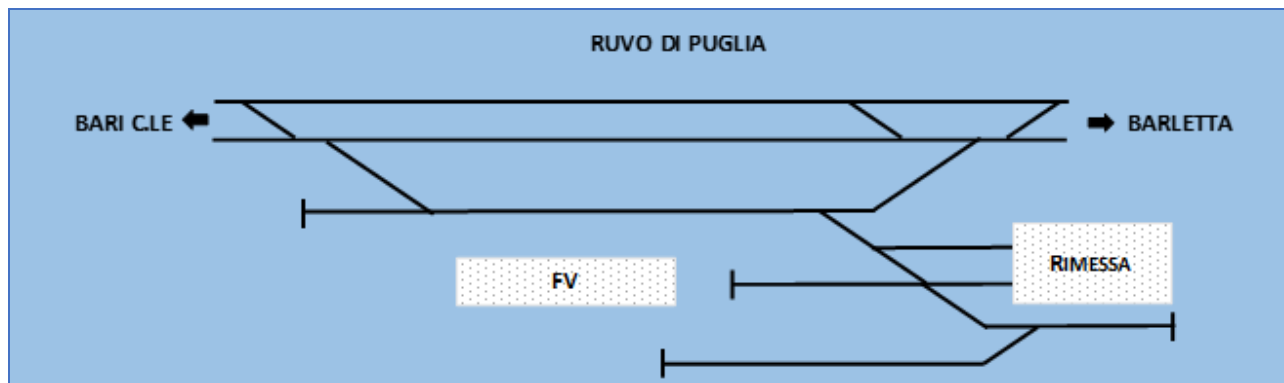 RUVO DI PUGLIA
BARI C.LE
BARLETTA
RIMESSA
FV